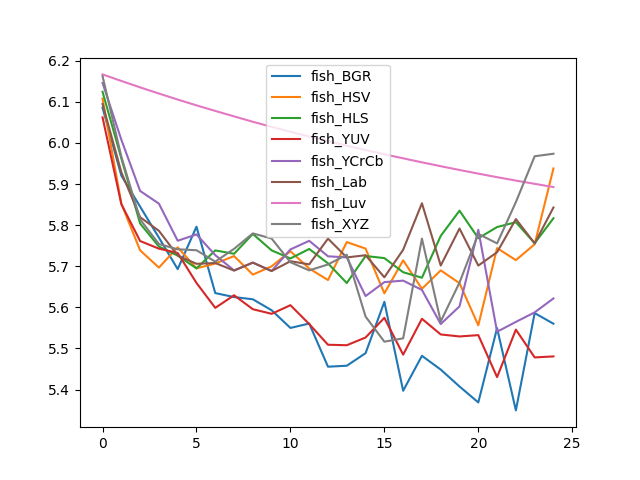 6.2
6.1
6.0
5.9
5.8
5.7
5.6
5.5
5.4
fish_BGR
fish_HSV
fish_HLS
fish_YUV
fish_YCrCb
fish_Lab
fish_Luv
fish_XYZ
0 5 10 15 20 25